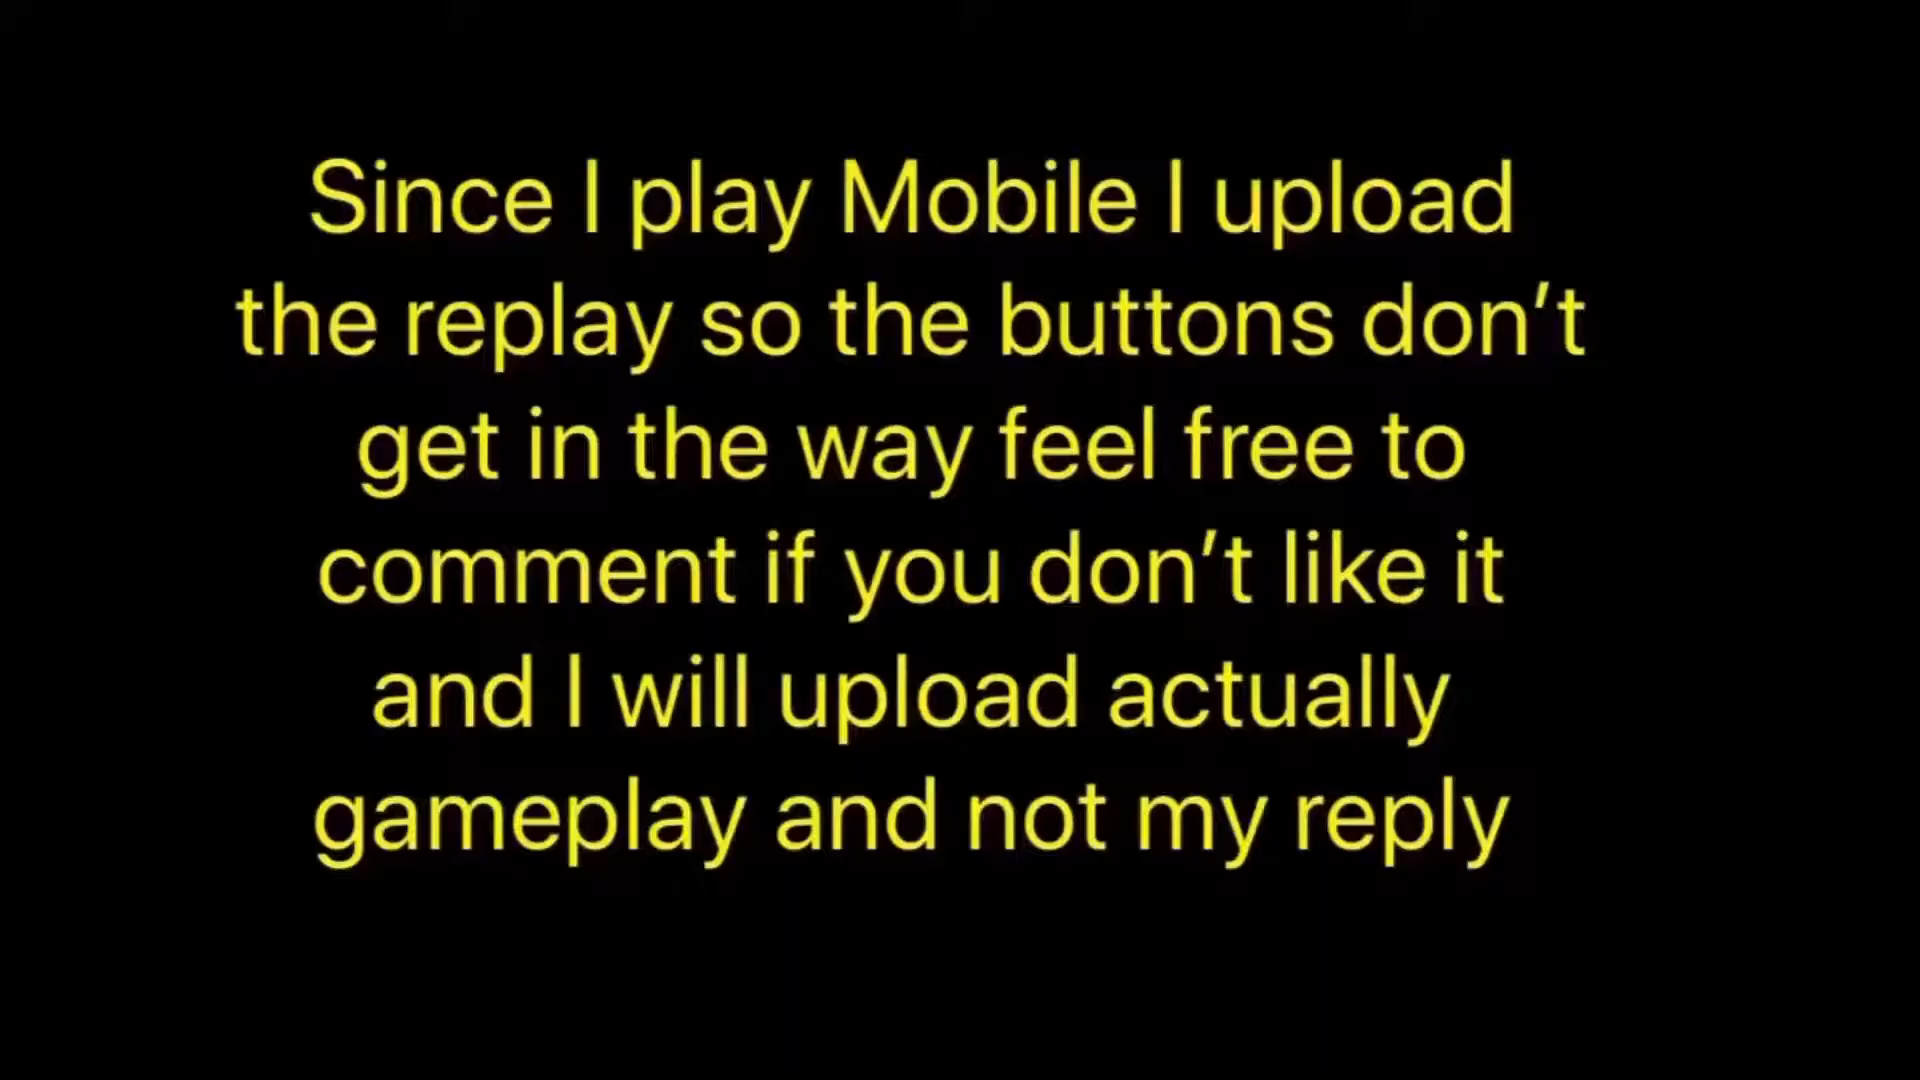 Since I play Mobile I upload
the replay so the buttons don’t
get in the way feel free to
comment if you don’t like it
and I will upload actually
gameplay and not my reply